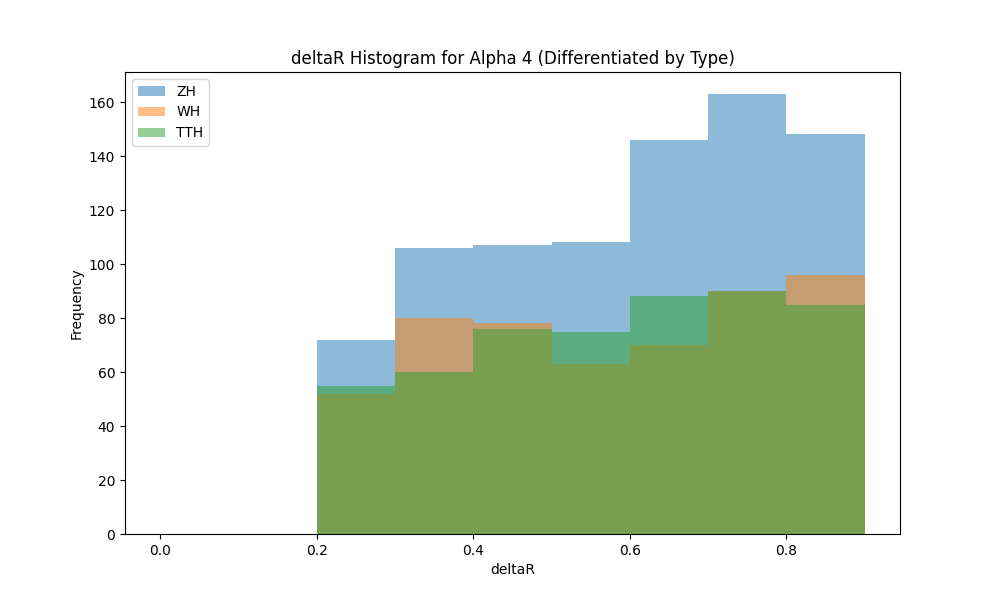 deltaR Histogram for Alpha 4 (Differentiated by Type)
ZH
WH
TTH
160
140
120
100
80
60
40
20
0
Frequency
0.0 0.2 0.4 0.6 0.8
deltaR